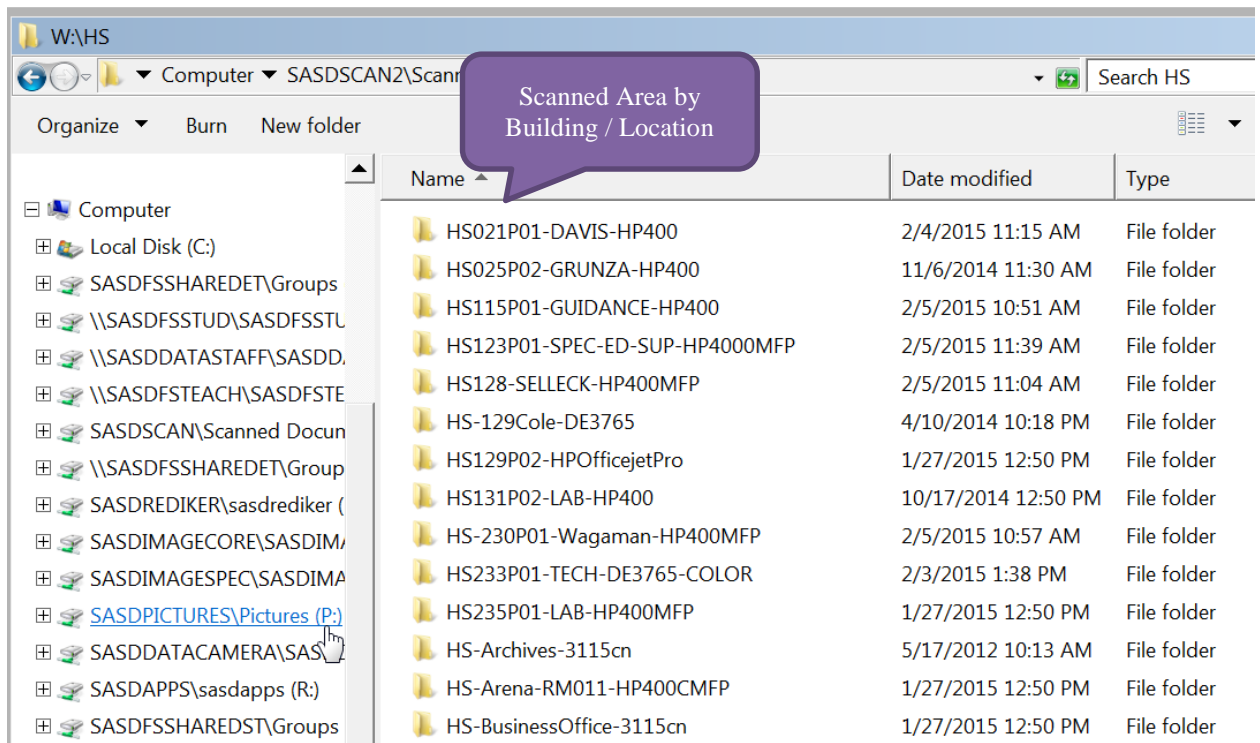 W:\HS
Computer SASDSCAN2\Scann
Search HS
Scanned Area by
Building / Location
Organize Burn New folder
Name Date modified Type
Computer
Local Disk (C:)
SASDFSSHAREDET\Groups
\\SASDFSSTUD\SASDFSSTU
\\SASDDATASTAFF\SASDDA
\\SASDFSTEACH\SASDFSTE
SASDSCAN\Scanned Docum
\\SASDFSSHAREDET\Group
SASDREDIKER\sasdrediker (
SASDIMAGECORE\SASDIMA
SASDIMAGESPEC\SASDIMA
SASDPICTURES\Pictures (P:)
SASDDATACAMERA\SAS
SASDAPPS\sasdapps (R:)
SASDFSSHAREDST\Groups
HS021P01-DAVIS-HP400 2/4/2015 11:15 AM File folder
HS025P02-GRUNZA-HP400 11/6/2014 11:30 AM File folder
HS115P01-GUIDANCE-HP400 2/5/2015 10:51 AM File folder
HS123P01-SPEC-ED-SUP-HP4000MFP 2/5/2015 11:39 AM File folder
HS128-SELLECK-HP400MFP 2/5/2015 11:04 AM File folder
HS-129Cole-DE3765 4/10/2014 10:18 PM File folder
HS129P02-HPOfficejetPro 1/27/2015 12:50 PM File folder
HS131P02-LAB-HP400 10/17/2014 12:50 PM File folder
HS-230P01-Wagaman-HP400MFP 2/5/2015 10:57 AM File folder
HS233P01-TECH-DE3765-COLOR 2/3/2015 1:38 PM File folder
HS235P01-LAB-HP400MFP 1/27/2015 12:50 PM File folder
HS-Archives-3115cn 5/17/2012 10:13 AM File folder
HS-Arena-RM011-HP400CMFP 1/27/2015 12:50 PM File folder
HS-BusinessOffice-3115cn 1/27/2015 12:50 PM File folder